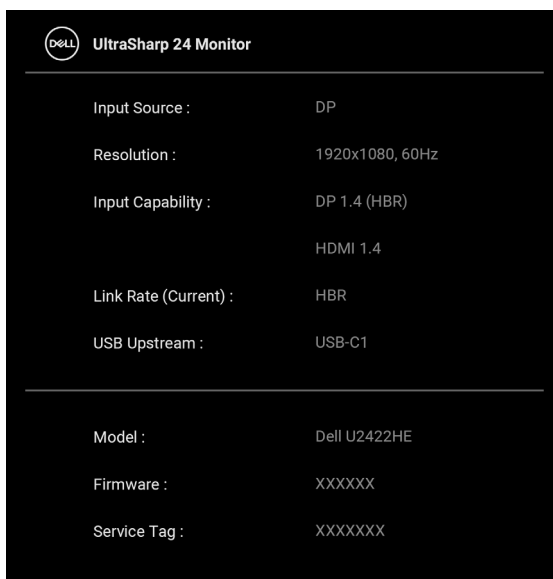 DELL UltraSharp 24 Monitor
Input Source : DP
Resolution : 1920x1080, 60Hz
Input Capability : DP 1.4 (HBR)
HDMI 1.4
Link Rate (Current) : HBR
USB Upstream : USB-C1
Model : Dell U2422HE
Firmware : XXXXXX
Service Tag : XXXXXXX